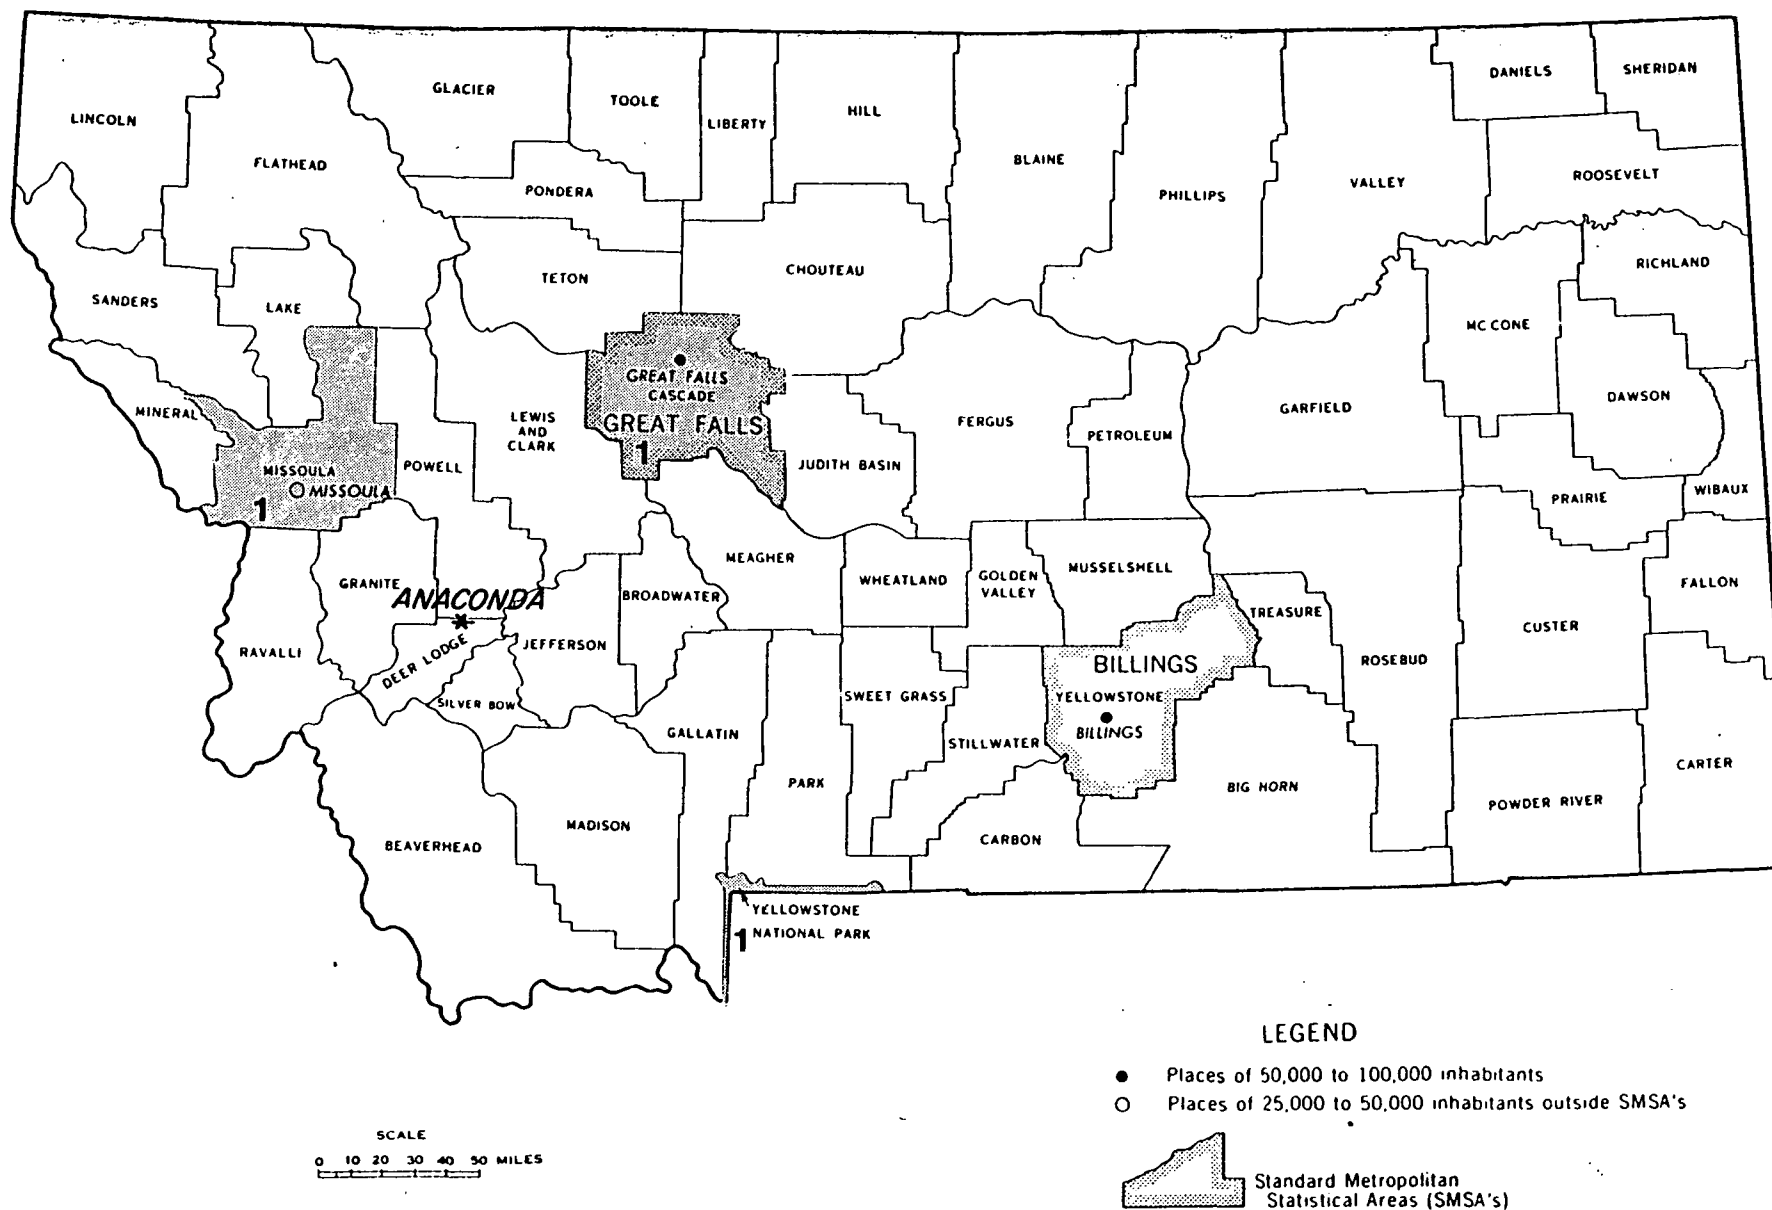 DANIELS
SHERIDAN
GLACIER
TOOLE
LIBERTY
HILL
LINCOLN
FLATHEAD
BLAINE
PHILLIPS
VALLEY
ROOSEVELT
PONDERA
TETON
CHOUTEAU
RICHLAND
SANDERS
LAKE
MC CONE
GREAT FALLS
CASCADE
GREAT FALLS
1
MINERAL
LEWIS
AND
CLARK
FERGUS
PETROLEUM
GARFIELD
DAWSON
MISSOULA
MISSOULA
1
POWELL
JUDITH BASIN
PRAIRIE
WIBAUX
MEAGHER
WHEATLAND
GOLDEN
VALLEY
MUSSELSHELL
GRANITE
ANACONDA
BROADWATER
TREASURE
FALLON
CUSTER
RAVALLI
DEER LODGE
JEFFERSON
ROSEBUD
BILLINGS
YELLOWSTONE
BILLINGS
SILVER BOW
SWEET GRASS
GALLATIN
STILLWATER
PARK
BIG HORN
CARTER
POWDER RIVER
MADISON
BEAVERHEAD
CARBON
YELLOWSTONE
NATIONAL PARK
1
LEGEND
Places of 50,000 to 100,000 inhabitants
Places of 25,000 to 50,000 inhabitants outside SMSA's
Standard Metropolitan
Statistical Areas (SMSA's)
SCALE
0 10 20 30 40 50 MILES